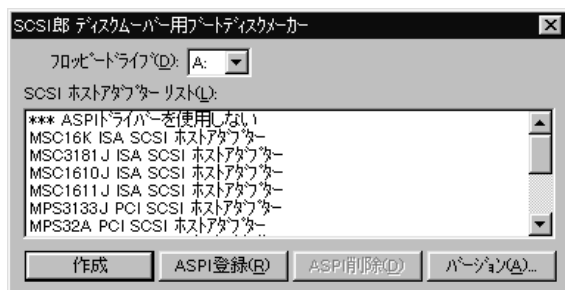 SCSI郎 ﾃﾞｨｽｸﾑｰﾊﾞｰ用ﾌﾞｰﾄﾃﾞｨｽｸﾒｰｶｰ
ﾌﾛｯﾋﾟｰﾄﾞﾗｲﾌﾞ(D): A:
SCSI ﾎｽﾄｱﾀﾞﾌﾟﾀｰ ﾘｽﾄ(L):
*** ASPIﾄﾞﾗｲﾊﾞｰを使用しない
MSC16K ISA SCSI ﾎｽﾄｱﾀﾞﾌﾟﾀｰ
MSC3181J ISA SCSI ﾎｽﾄｱﾀﾞﾌﾟﾀｰ
MSC1610J ISA SCSI ﾎｽﾄｱﾀﾞﾌﾟﾀｰ
MSC1611J ISA SCSI ﾎｽﾄｱﾀﾞﾌﾟﾀｰ
MPS3133J PCI SCSI ﾎｽﾄｱﾀﾞﾌﾟﾀｰ
MPS32A PCI SCSI ﾎｽﾄｱﾀﾞﾌﾟﾀｰ
作成 ASPI登録(R) ASPI削除(D) ﾊﾞｰｼﾞｮﾝ(A)...